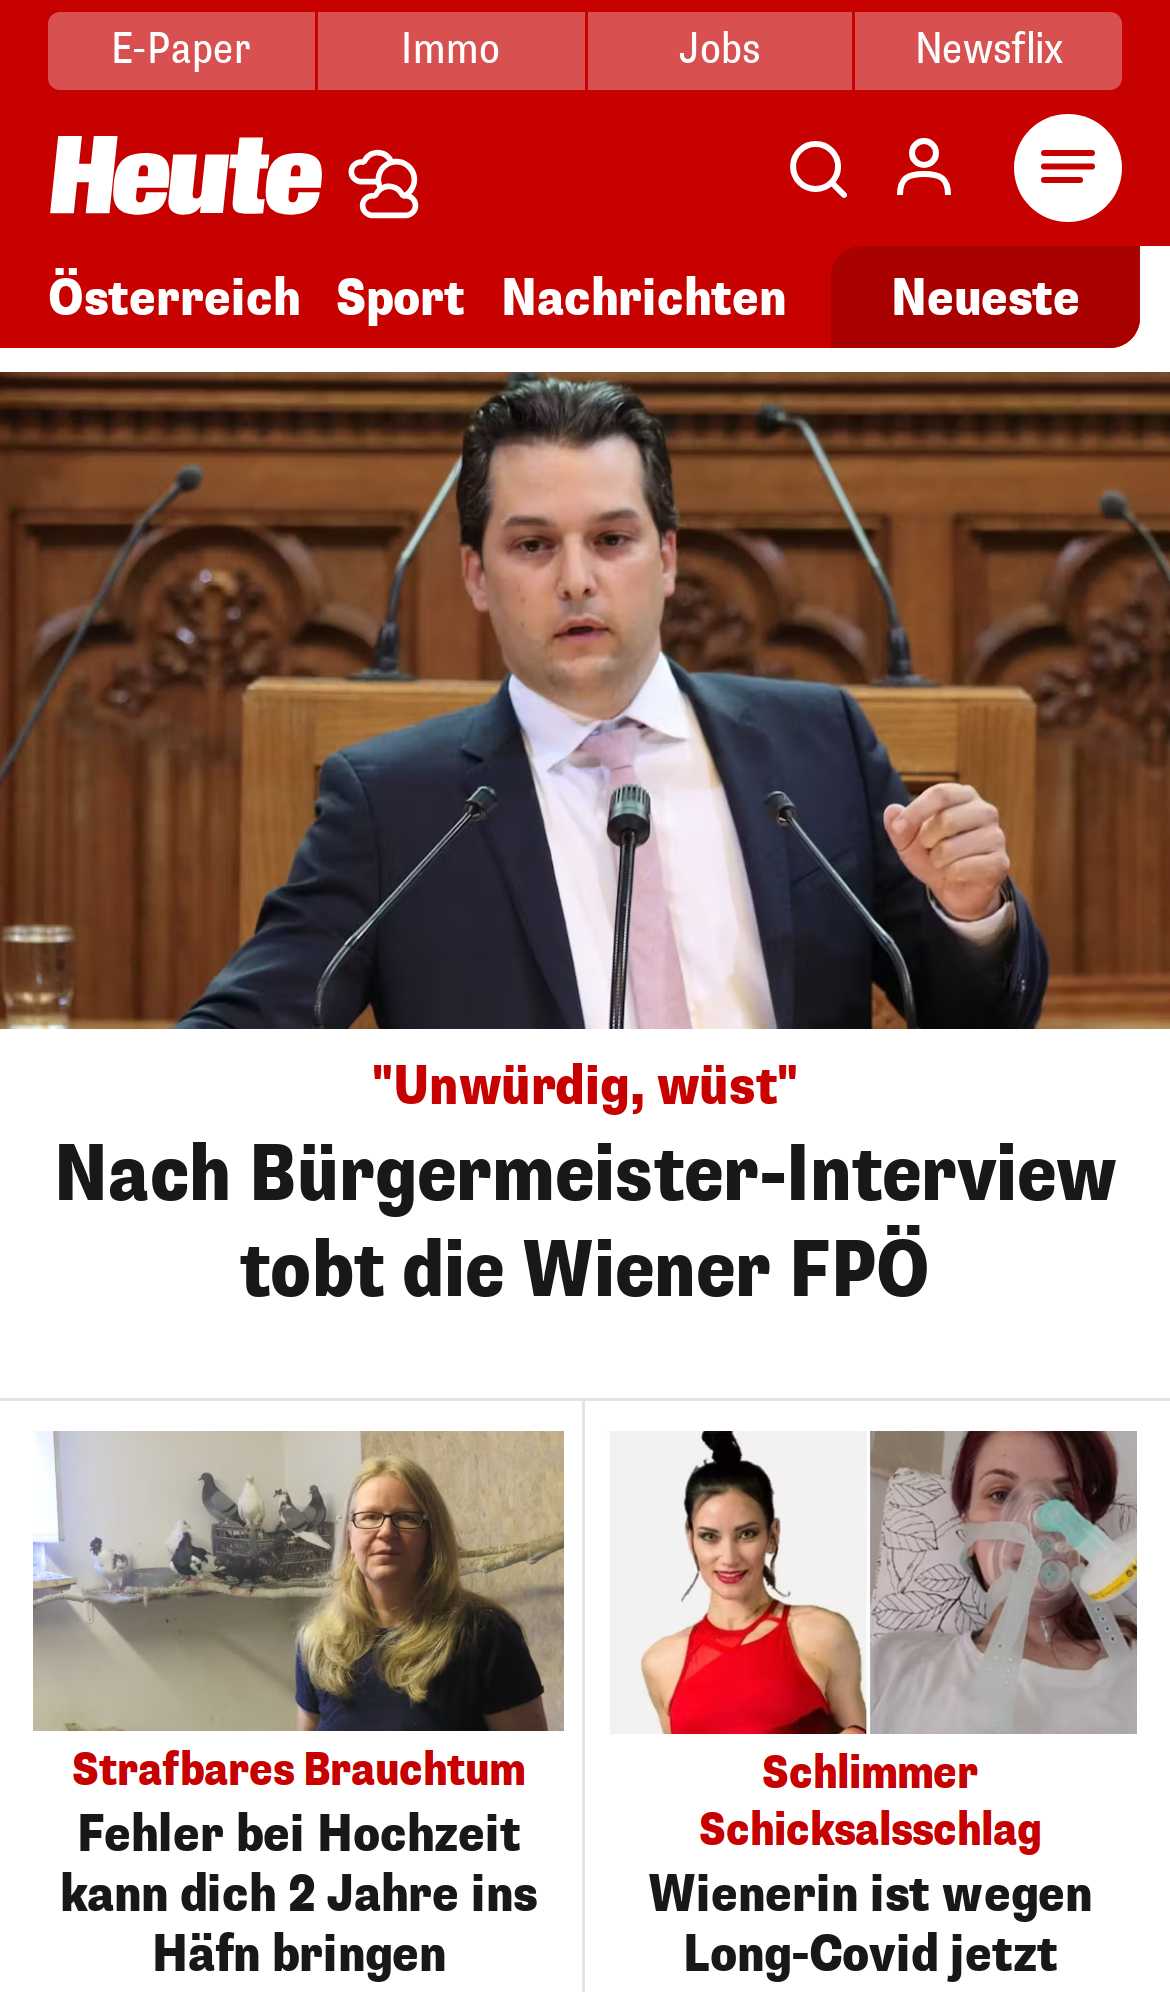 E-Paper
Immo
Jobs
Newsflix
Heute
Österreich
Sport
Nachrichten
Neueste
"Unwürdig, wüst"
Nach Bürgermeister-Interview
tobt die Wiener FPÖ
Strafbares Brauchtum
Fehler bei Hochzeit
kann dich 2 Jahre ins
Häfn bringen
Schlimmer
Schicksalsschlag
Wienerin ist wegen
Long-Covid jetzt